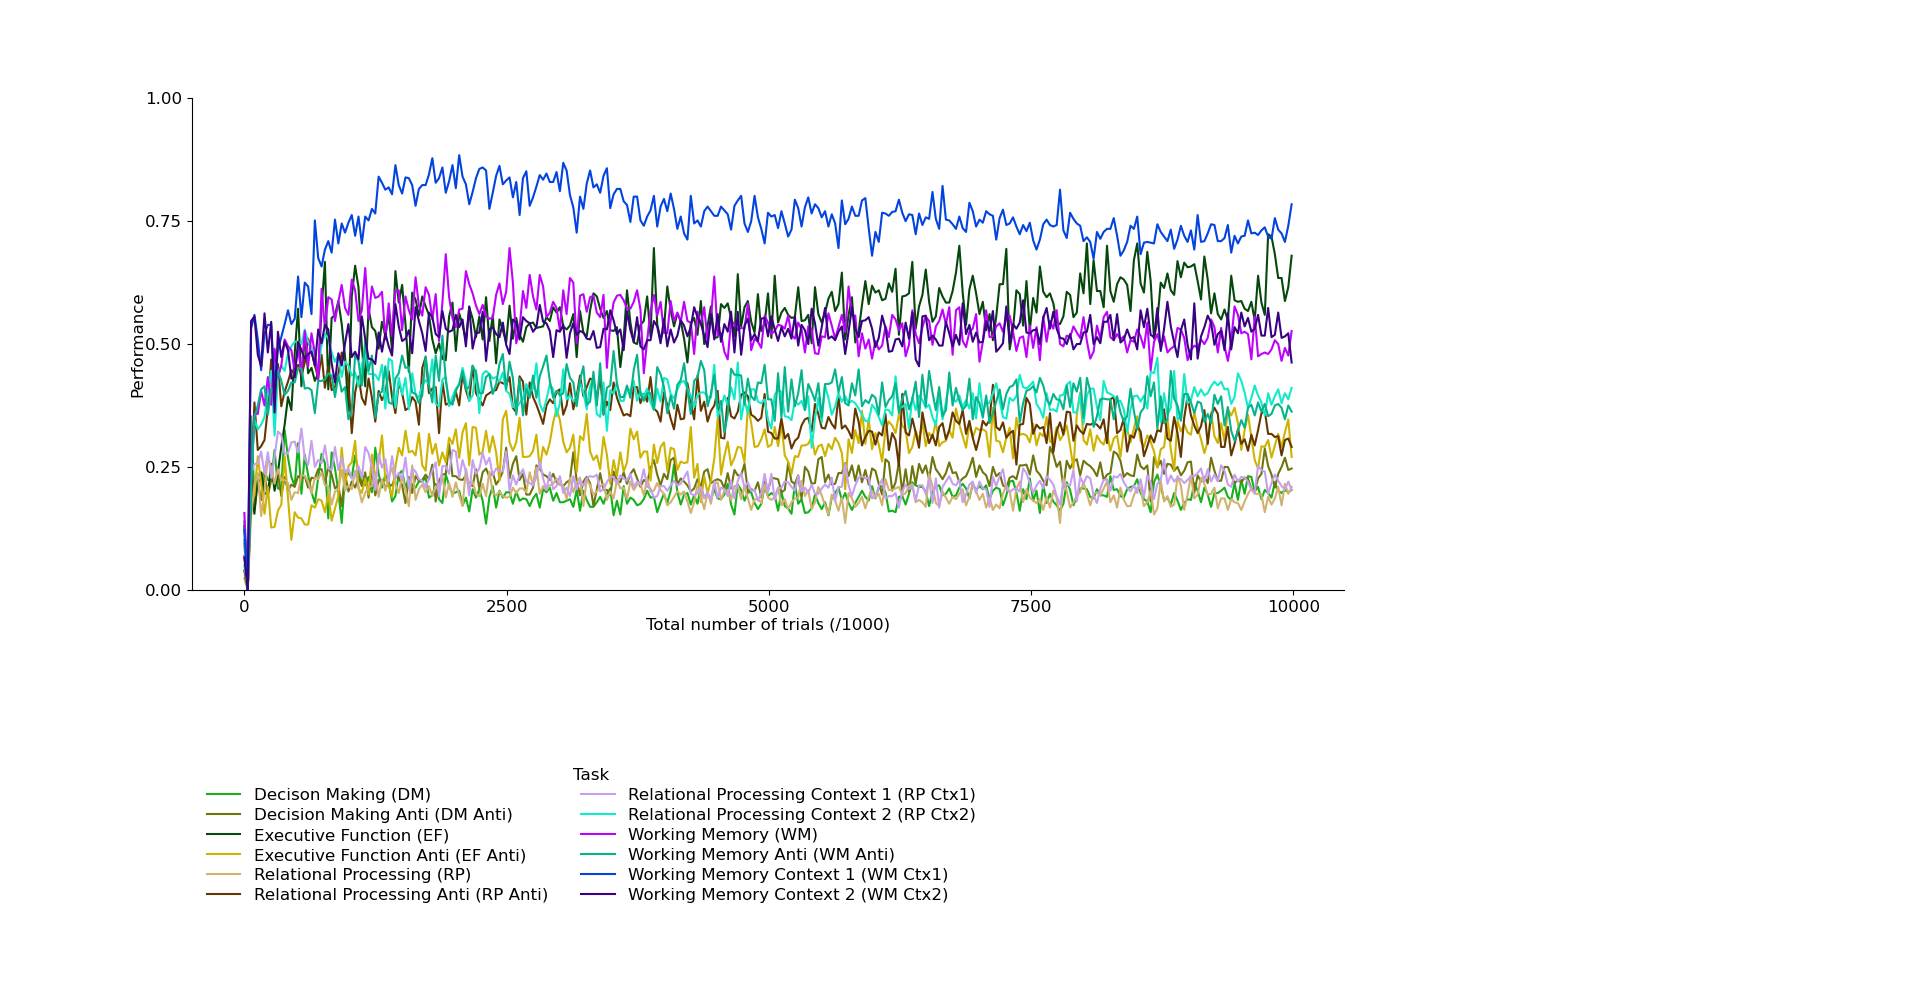 1.00
0.75
0.50
0.25
0.00
Performance
0 2500 5000 7500 10000
Total number of trials (/1000)
Task
Decison Making (DM)
Decision Making Anti (DM Anti)
Executive Function (EF)
Executive Function Anti (EF Anti)
Relational Processing (RP)
Relational Processing Anti (RP Anti)
Relational Processing Context 1 (RP Ctx1)
Relational Processing Context 2 (RP Ctx2)
Working Memory (WM)
Working Memory Anti (WM Anti)
Working Memory Context 1 (WM Ctx1)
Working Memory Context 2 (WM Ctx2)